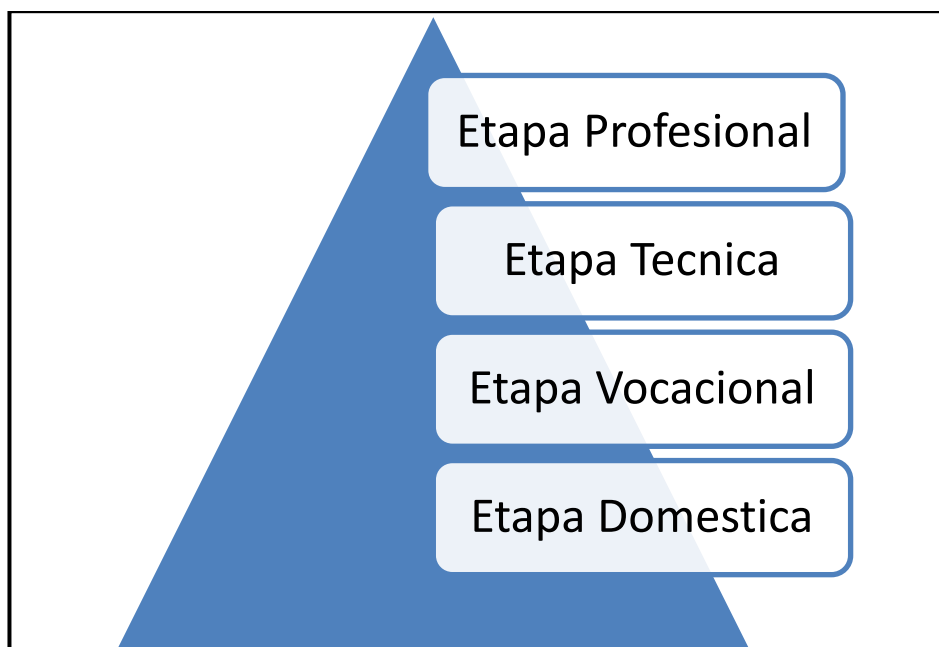 Etapa Profesional
Etapa Tecnica
Etapa Vocacional
Etapa Domestica